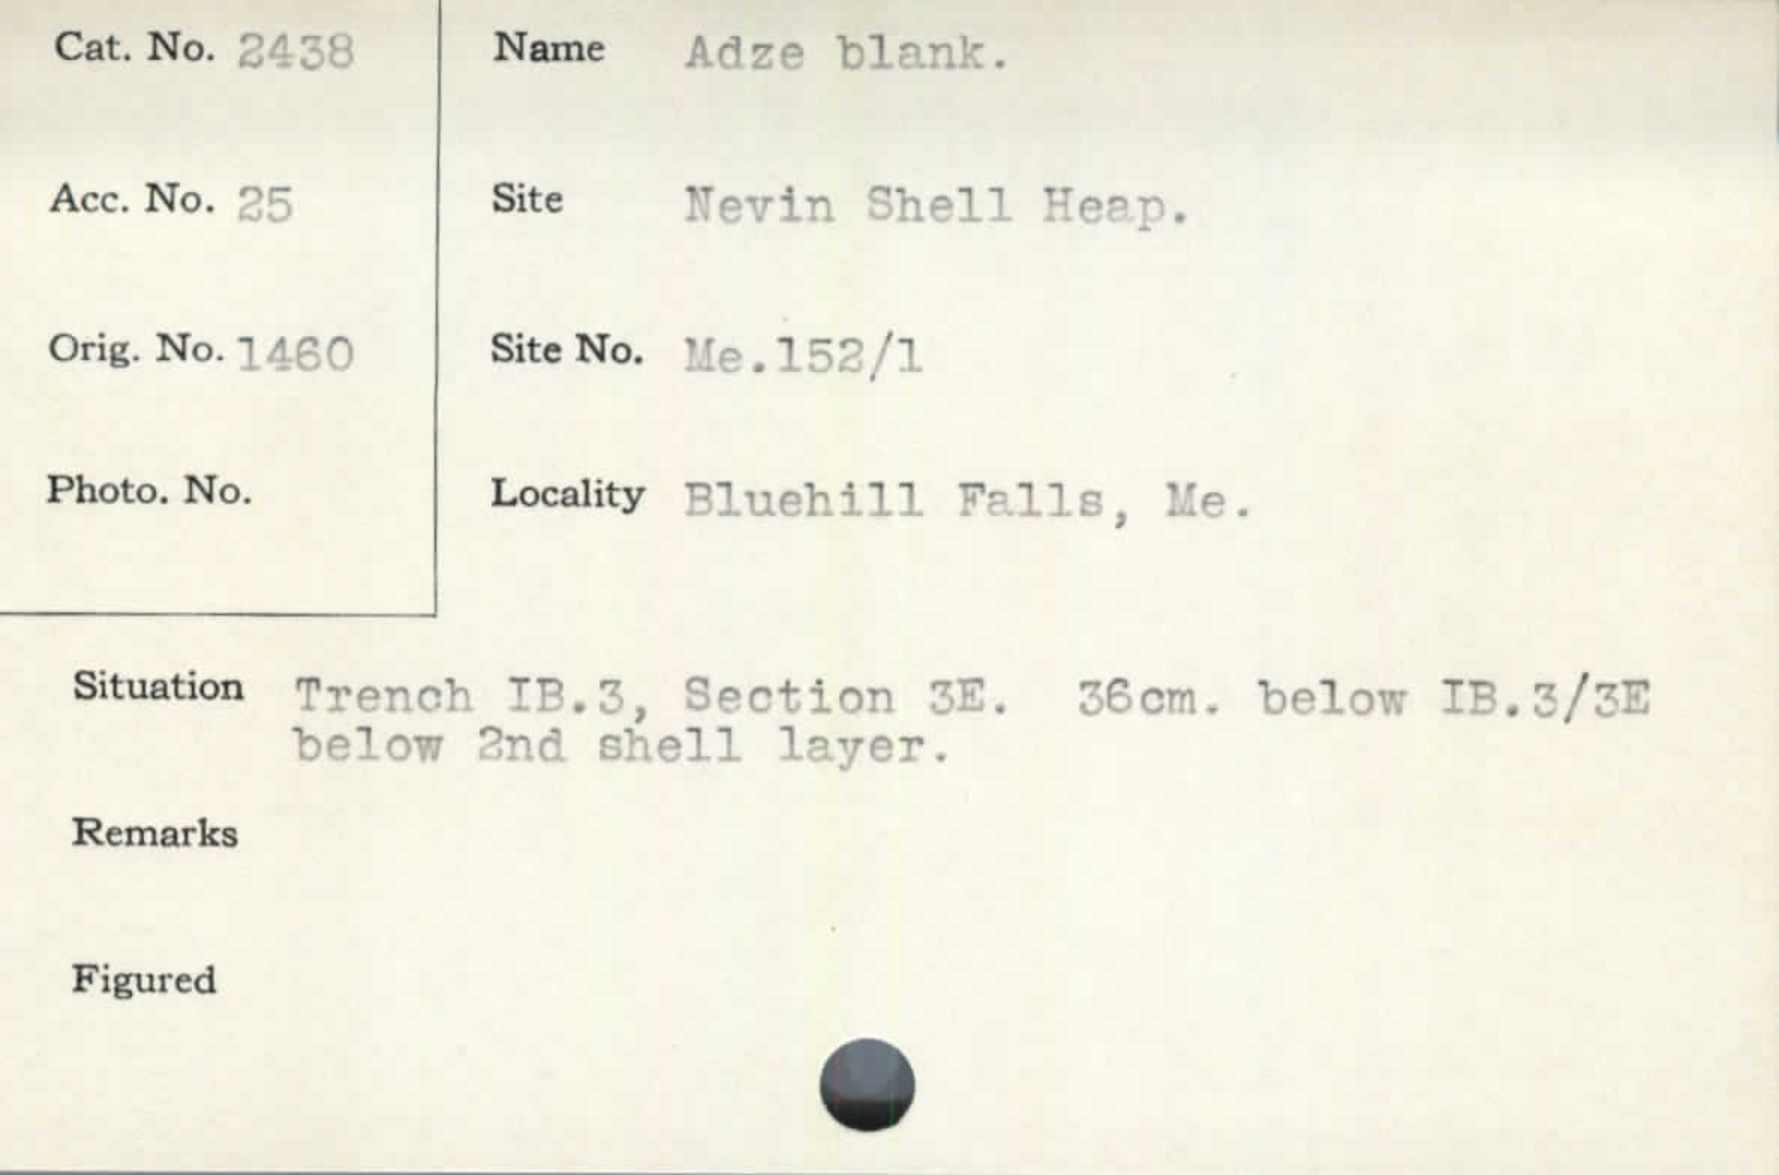 Cat. No. 2438
Acc. No. 25
Orig. No. 1460
Photo. No.
Name Adze blank.
Site Nevin Shell Heap.
Site No. Me.152/1
Locality Bluehill Falls, Me.
Situation Trench IB.3, Section 3E. 36cm. below IB.3/3E
below 2nd shell layer.
Remarks
Figured